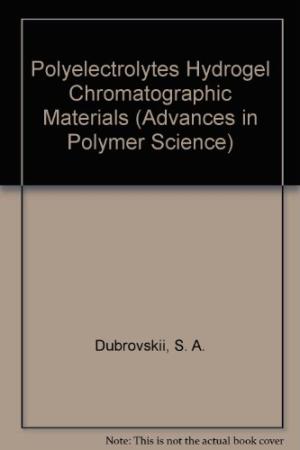 Polyelectrolytes Hydrogel
Chromatographic
Materials (Advances in
Polymer Science)
Dubrovskii, S. A.
Note: This is not the actual book cover